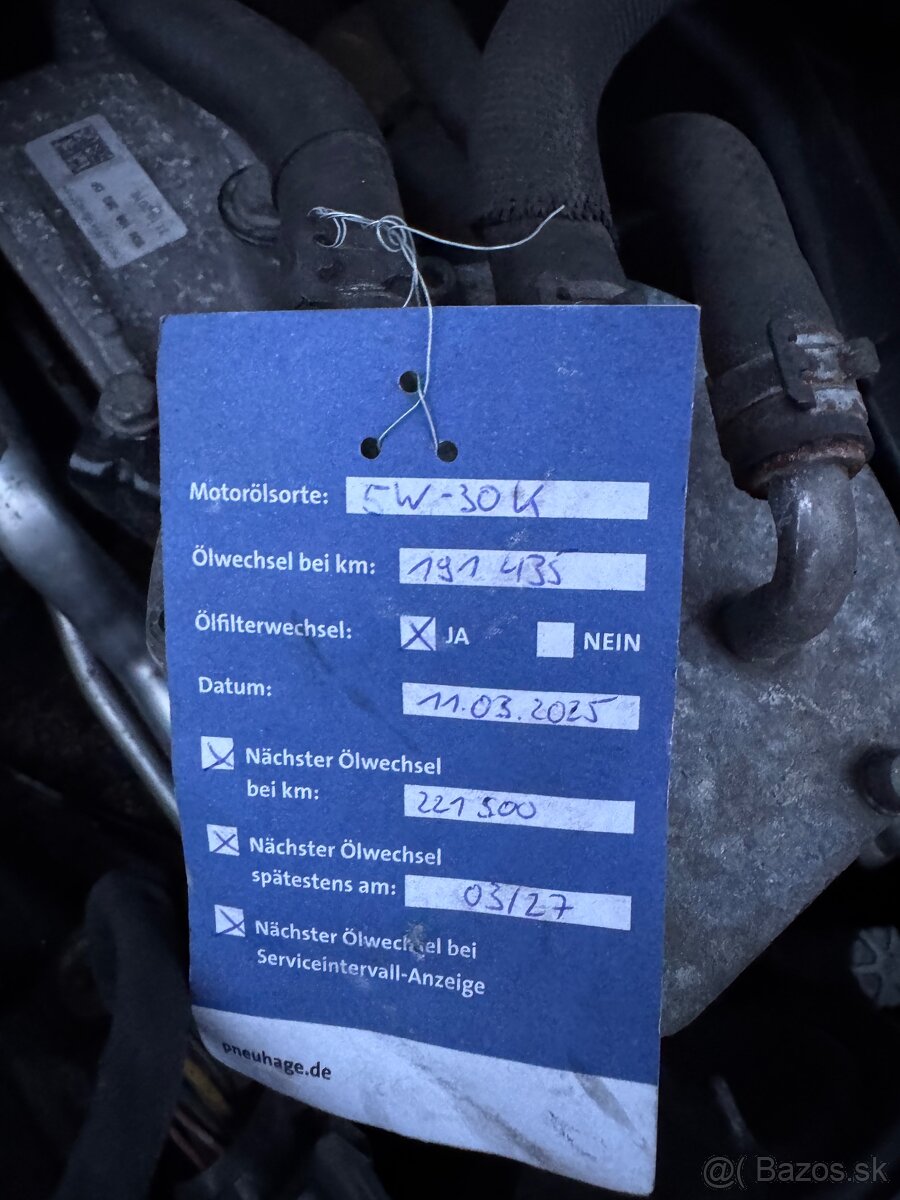 Motorölsorte: 5W-30 K
Ölwechsel bei km: 191 435
Ölfilterwechsel: X JA NEIN
Datum: 11.03.2025
X Nächster Ölwechsel
bei km: 221 500
X Nächster Ölwechsel
spätestens am: 03/27
X Nächster Ölwechsel bei
Serviceintervall-Anzeige
pneuhage.de
@( Bazos.sk